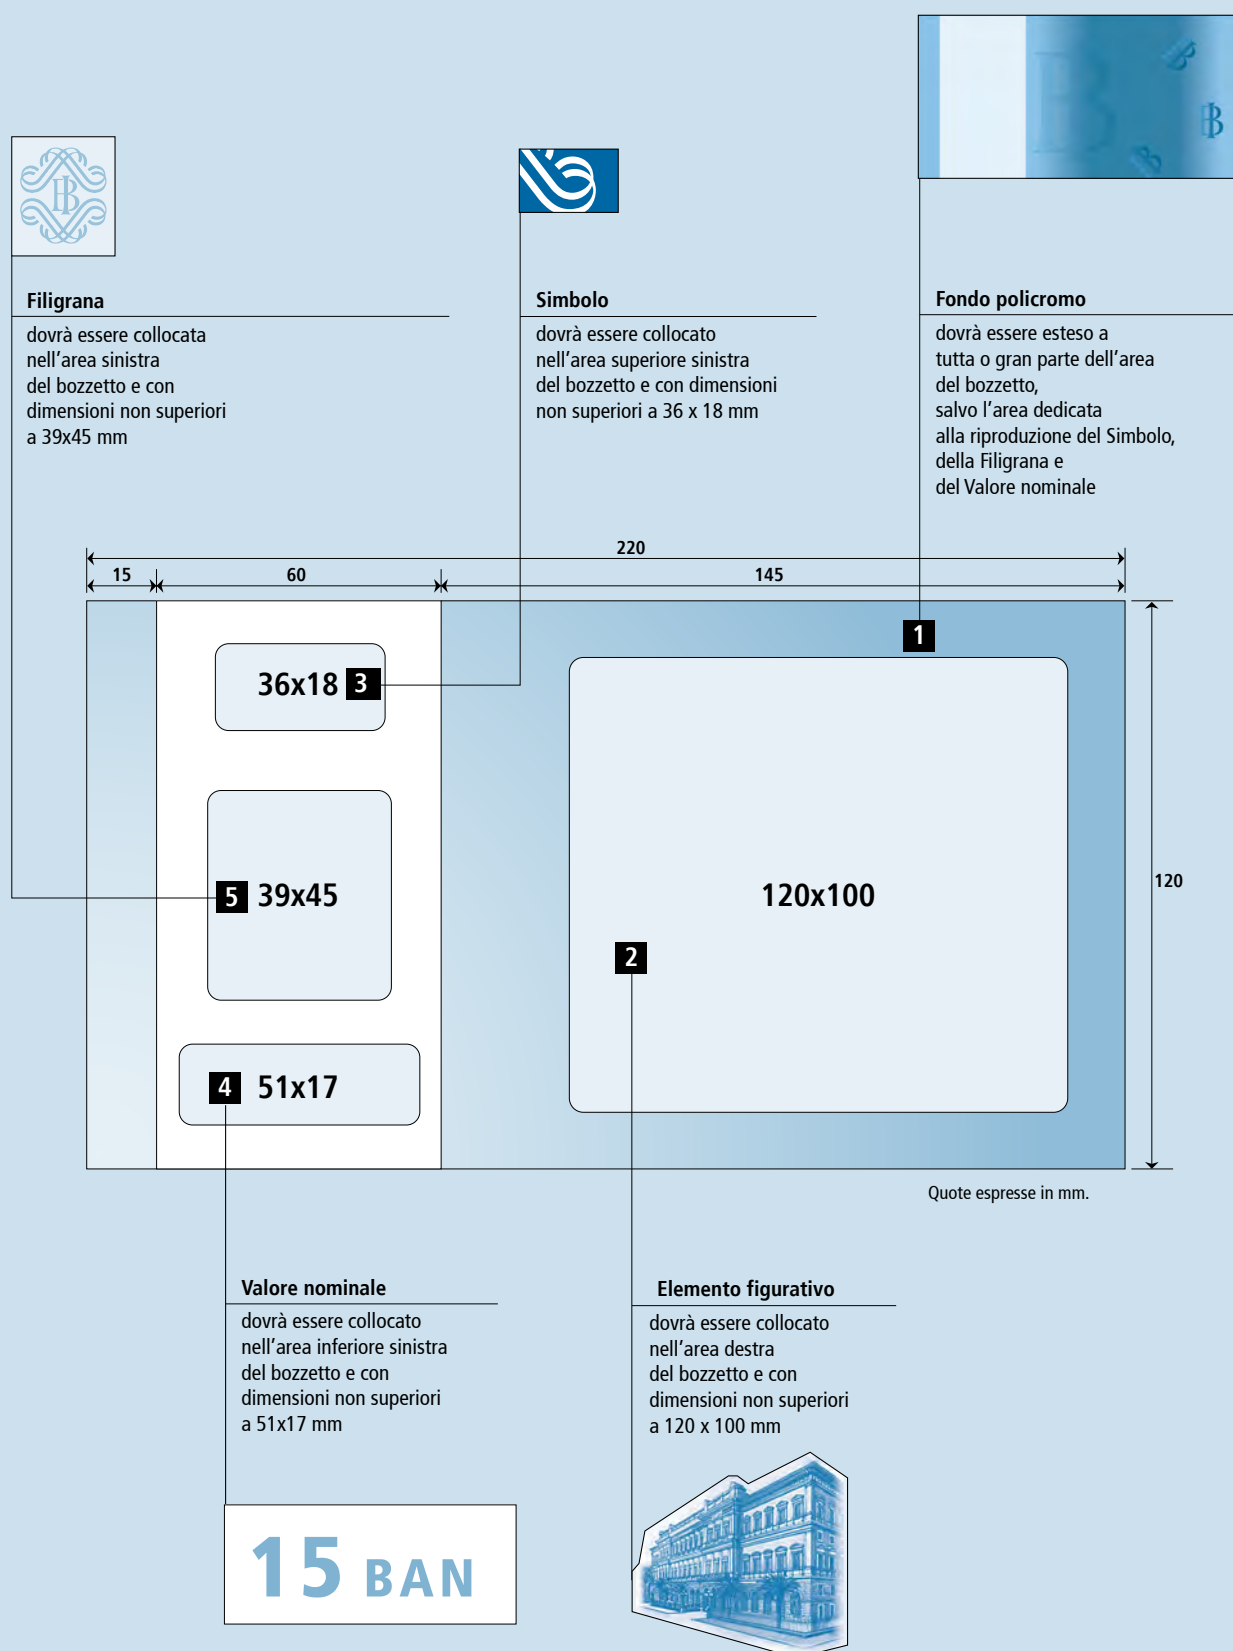 Filigrana
dovrà essere collocata
nell'area sinistra
del bozzetto e con
dimensioni non superiori
a 39x45 mm
Simbolo
dovrà essere collocato
nell'area superiore sinistra
del bozzetto e con dimensioni
non superiori a 36 x 18 mm
Fondo policromo
dovrà essere esteso a
tutta o gran parte dell'area
del bozzetto,
salvo l'area dedicata
alla riproduzione del Simbolo,
della Filigrana e
del Valore nominale
220
15 60 145
1
36x18 3
5 39x45
120x100
120
2
4 51x17
Quote espresse in mm.
Valore nominale
dovrà essere collocato
nell'area inferiore sinistra
del bozzetto e con
dimensioni non superiori
a 51x17 mm
Elemento figurativo
dovrà essere collocato
nell'area destra
del bozzetto e con
dimensioni non superiori
a 120 x 100 mm
15 BAN